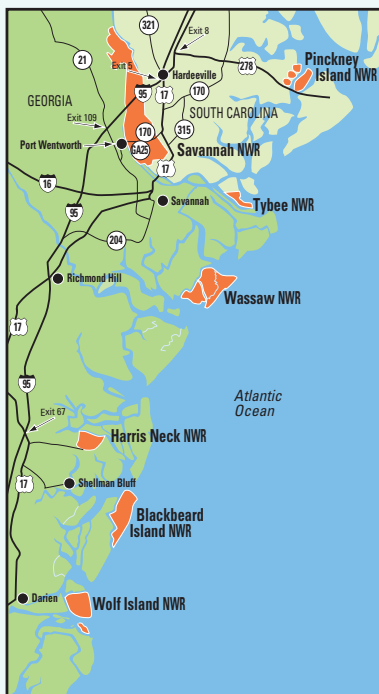 321
Exit 8
21
Pinckney
Island NWR
278
Exit 5
Hardeeville
95
17
170
GEORGIA
SOUTH CAROLINA
Exit 109
170
315
Port Wentworth
GA25
Savannah NWR
17
16
Savannah
Tybee NWR
95
204
Richmond Hill
Wassaw NWR
17
95
Atlantic
Ocean
Exit 67
Harris Neck NWR
17
Shellman Bluff
Blackbeard
Island NWR
Darien
Wolf Island NWR